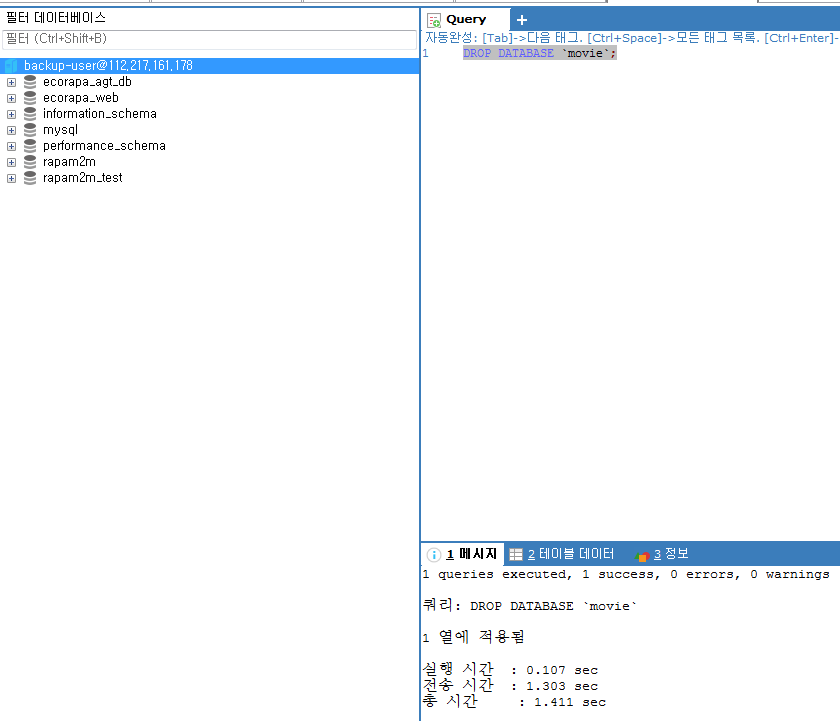 필터 데이터베이스
필터 (Ctrl+Shift+B)
backup-user@112.217.161.178
ecorapa_agt_db
ecorapa_web
information_schema
mysql
performance_schema
rapam2m
rapam2m_test
Query
자동완성: [Tab]->다음 태그. [Ctrl+Space]->모든 태그 목록. [Ctrl+Enter]-
1 DROP DATABASE `movie`;
1 메시지 2 테이블 데이터 3 정보
1 queries executed, 1 success, 0 errors, 0 warnings
쿼리: DROP DATABASE `movie`
1 열에 적용됨
실행 시간 : 0.107 sec
전송 시간 : 1.303 sec
총 시간 : 1.411 sec